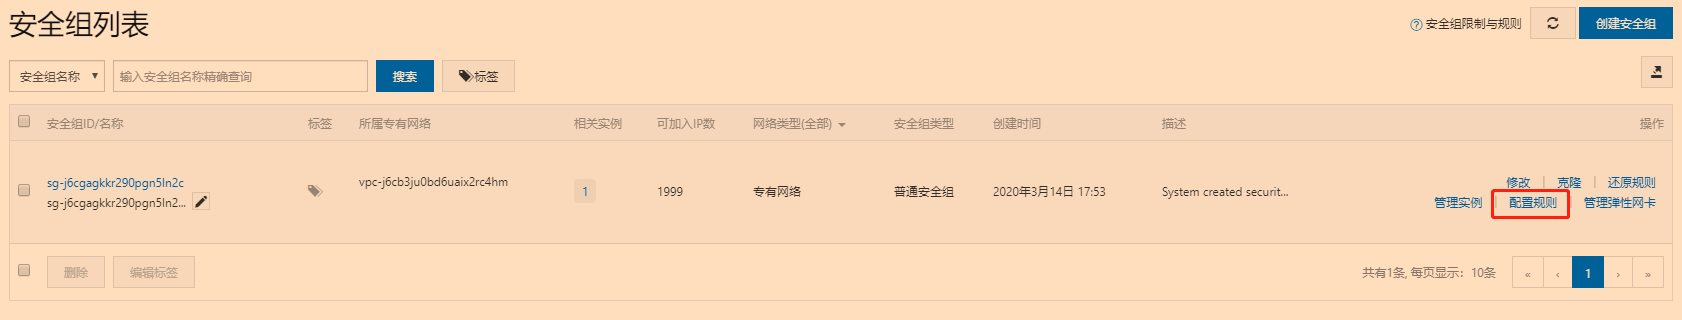 安全组列表
安全组限制与规则
创建安全组
安全组名称
输入安全组名称精确查询
搜索
标签
安全组ID/名称 标签 所属专有网络 相关实例 可加入IP数 网络类型(全部) 安全组类型 创建时间 描述 操作
sg-j6cgagkkr290pgn5ln2c
sg-j6cgagkkr290pgn5ln2...
vpc-j6cb3ju0bd6uaix2rc4hm
1
1999
专有网络
普通安全组
2020年3月14日 17:53
System created securit...
修改 | 克隆 | 还原规则
管理实例 | 配置规则 | 管理弹性网卡
删除 编辑标签
共有1条, 每页显示：10条 « ‹ 1 › »